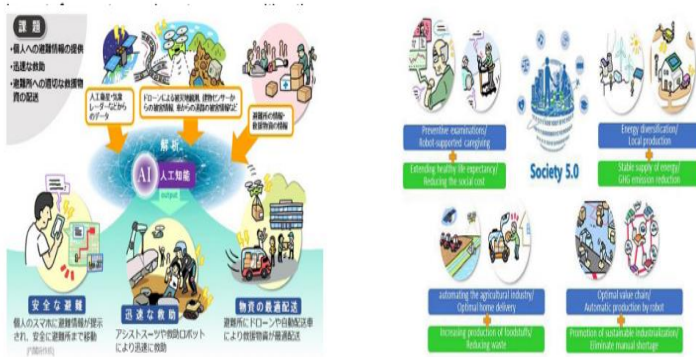 課題
・個人への避難情報の提供
・迅速な救助
・避難所への適切な救援物
資の配送
人工衛星・気象
レーダーなどから
のデータ
ドローンによる被災地観測、建物センサーか
らの被害情報、車からの道路の被害情報など
避難所の情報・
救援物資の情報
解析
AI 人工知能
output
安全な避難
個人のスマホに避難情報が提示
され、安全に避難所まで移動
迅速な救助
アシストスーツや救助ロボット
により迅速に救助
物資の最適配送
避難所にドローンや自動配送車
により救援物資が最適配送
Preventive examinations/
Robot-supported caregiving
Extending healthy life expectancy/
Reducing the social cost
Society 5.0
Energy diversification/
Local production
Stable supply of energy/
GHG emission reduction
automating the agricultural industry/
Optimal home delivery
Increasing production of foodstuffs/
Reducing waste
Optimal value chain/
Automatic production by robot
Promotion of sustainable industrialization/
Eliminate manual shortage